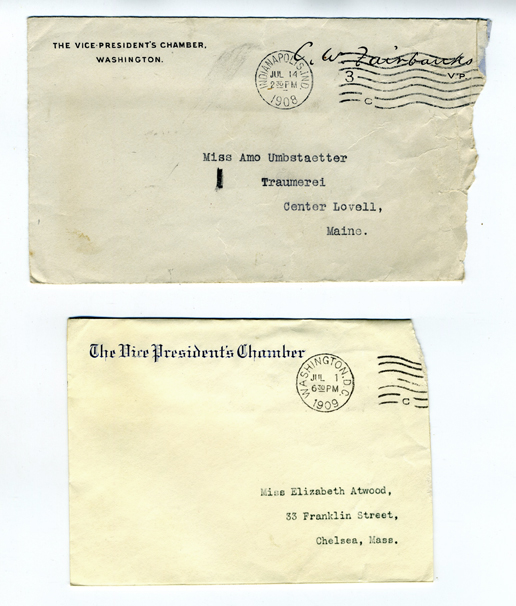 THE VICE-PRESIDENT'S CHAMBER,
WASHINGTON.
INDIANAPOLIS, IND.
JUL 14
2 30 PM
1908
C. W. Fairbanks
3
V P.
C
Miss Amo Umbstaetter
Traumerei
Center Lovell,
Maine.
The Vice President's Chamber
WASHINGTON, D.C.
JUL 1
6 30 PM
1909
C
Miss Elizabeth Atwood,
33 Franklin Street,
Chelsea, Mass.